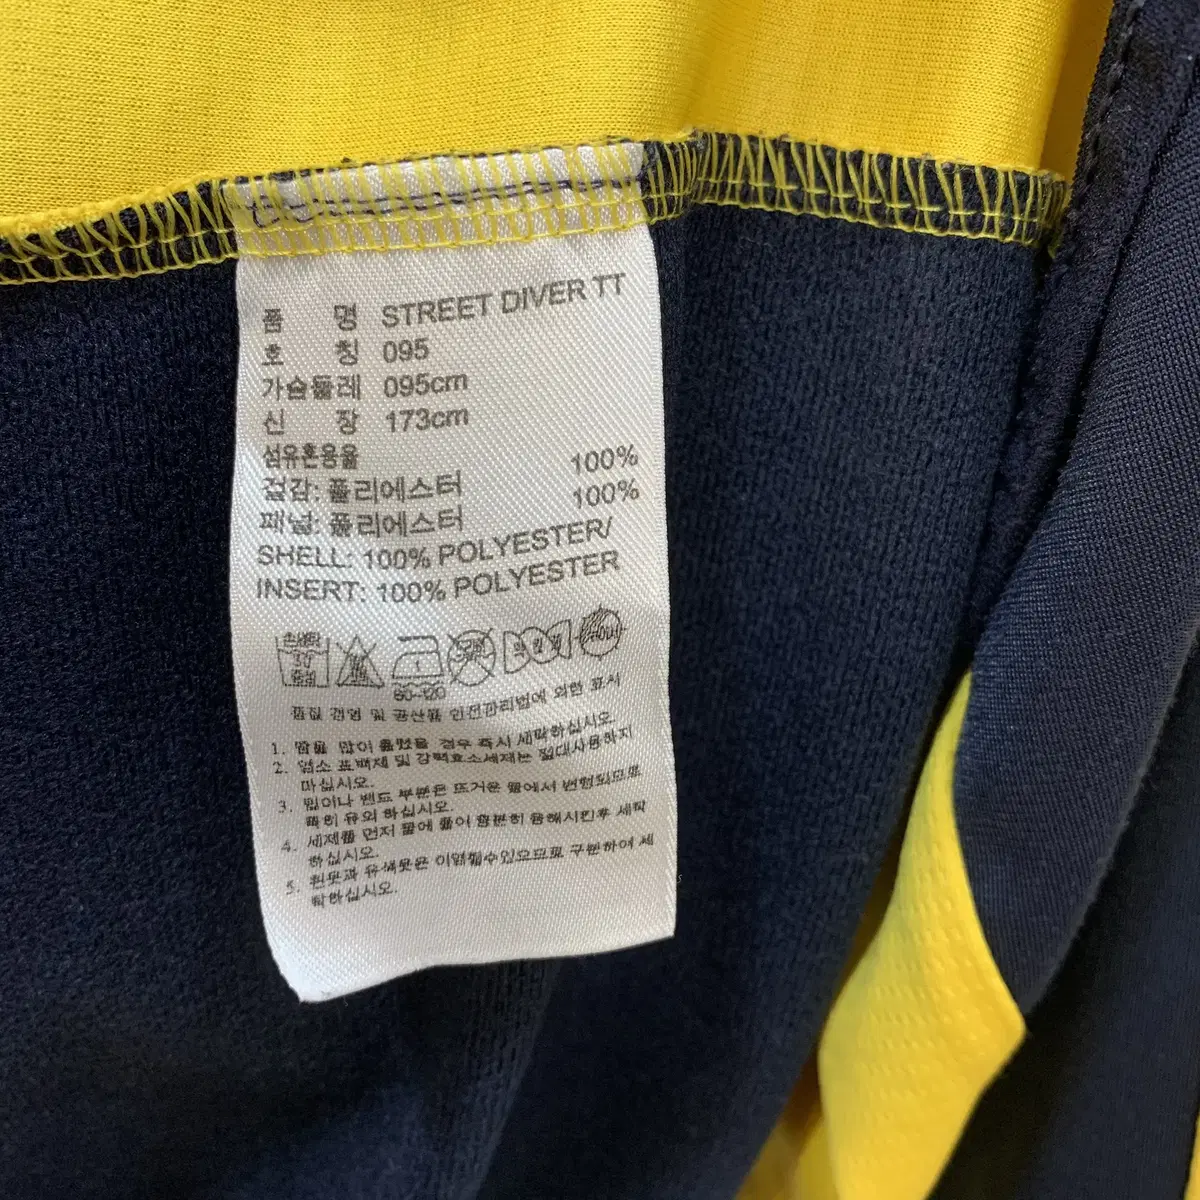 품 명 STREET DIVER TT
호 칭 095
가슴둘레 095cm
신 장 173cm
섬유혼용율
겉감: 폴리에스터 100%
패널: 폴리에스터 100%
SHELL: 100% POLYESTER/
INSERT: 100% POLYESTER
손세탁
30
중성
60-120
품질 경영 및 공산품 안전관리법에 의한 표시
1. 땀을 많이 흘렸을 경우 즉시 세탁하십시오.
2. 염소 표백제 및 강력효소세제는 절대사용하지
마십시오.
3. 밑이나 밴드 부분은 뜨거운 물에서 변형되므로
특히 유의 하십시오.
4. 세제를 먼저 물에 풀어 충분히 용해시킨후 세탁
하십시오.
5. 흰옷과 유색옷은 이염될수있으므로 구분하여 세
탁하십시오.